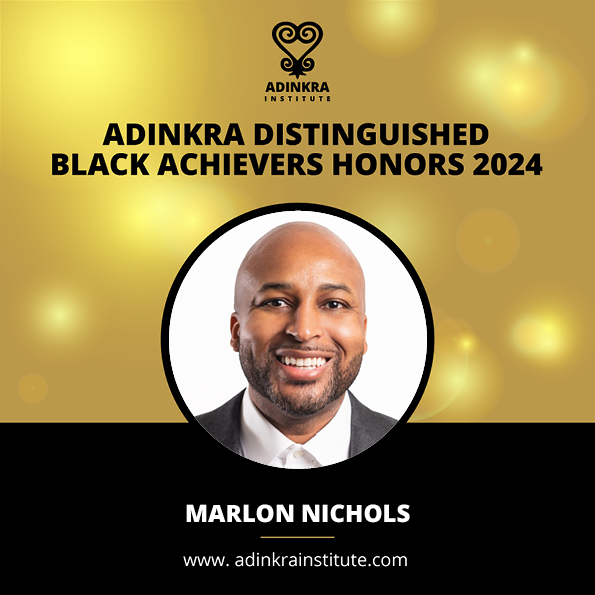 ADINKRA
INSTITUTE
ADINKRA DISTINGUISHED
BLACK ACHIEVERS HONORS 2024
MARLON NICHOLS
www. adinkrainstitute.com